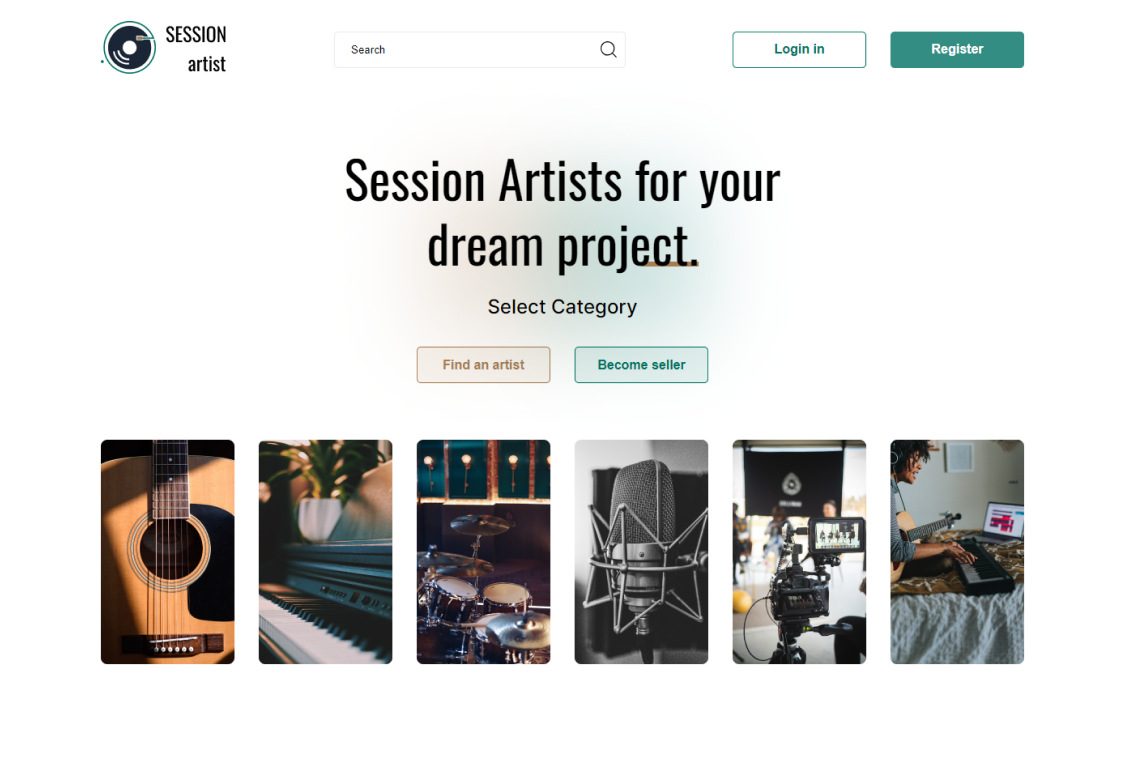 SESSION
artist
Search
Login in
Register
Session Artists for your
dream project.
Select Category
Find an artist
Become seller